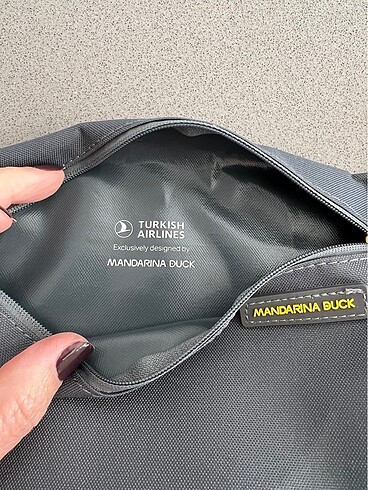 TURKISH
AIRLINES
Exclusively designed by
MANDARINA DUCK
MANDARINA DUCK